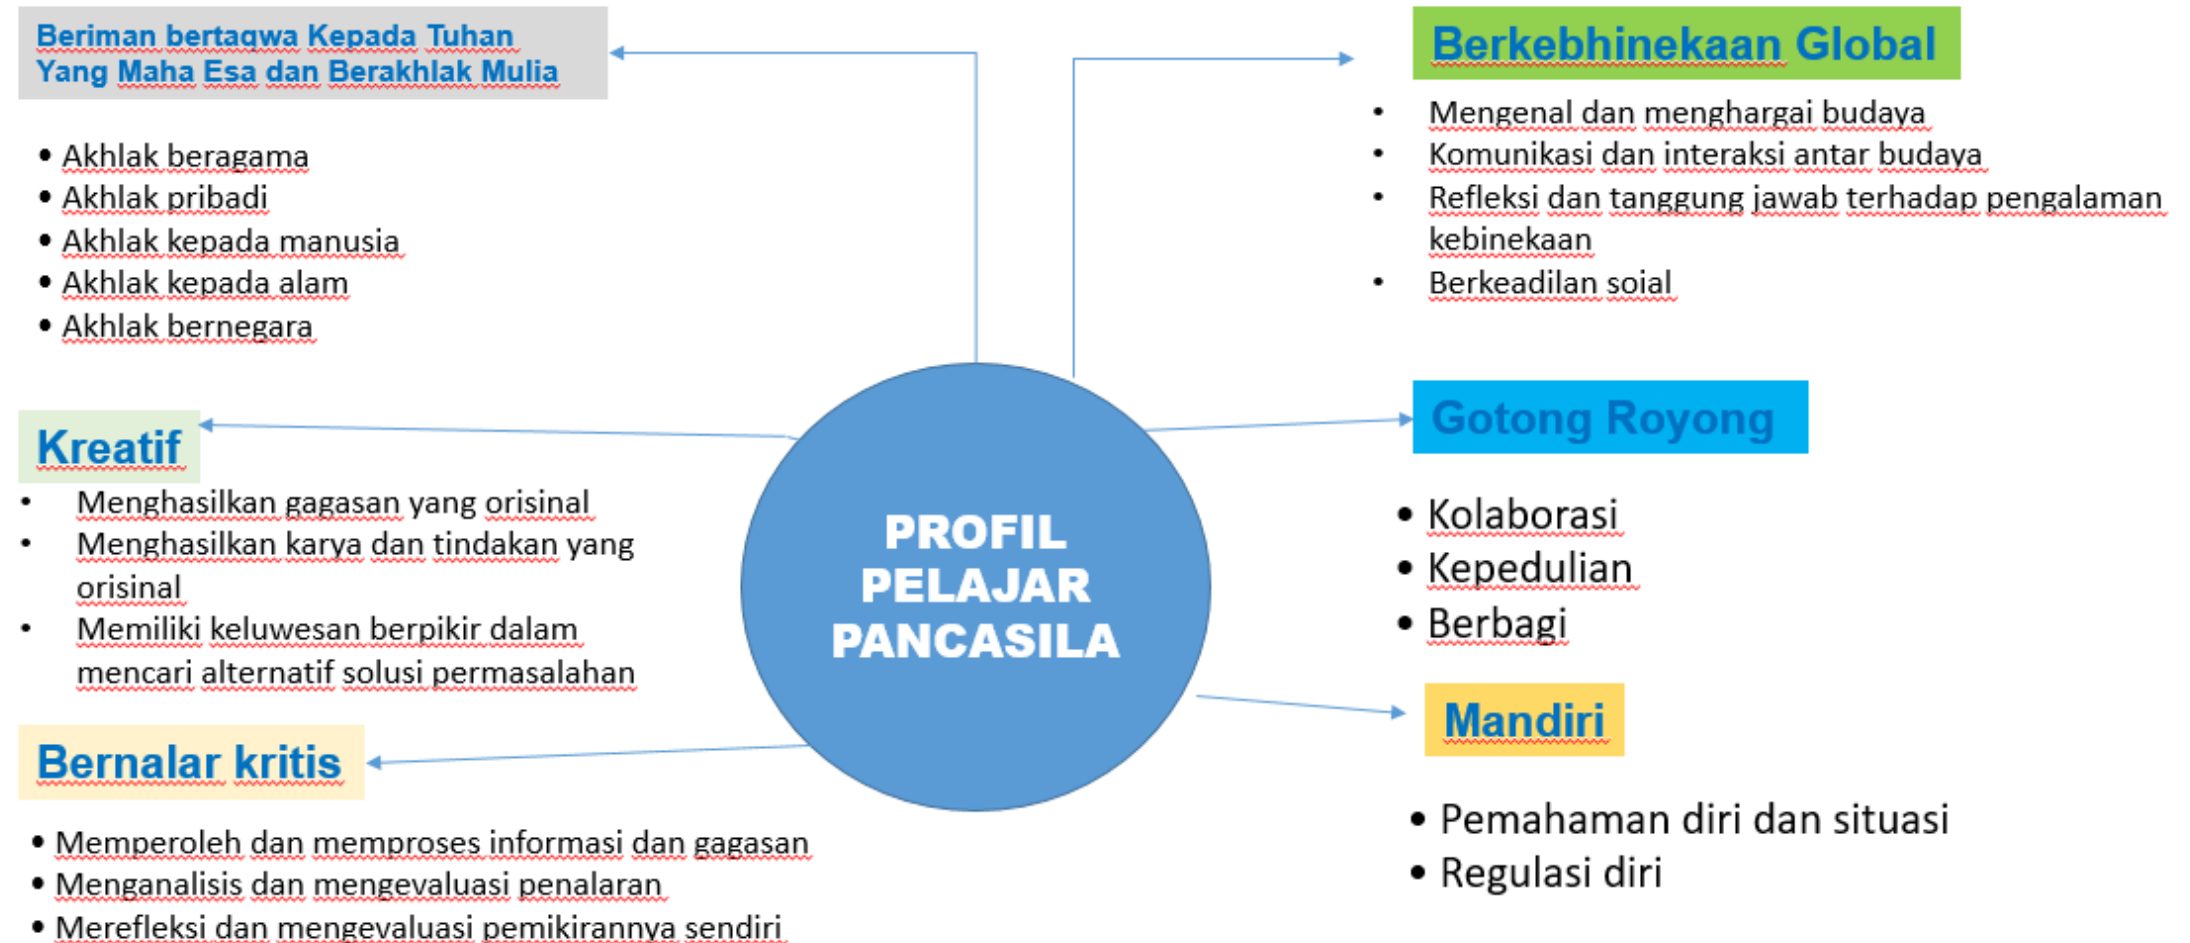 Beriman bertaqwa Kepada Tuhan
Yang Maha Esa dan Berakhlak Mulia
• Akhlak beragama
• Akhlak pribadi
• Akhlak kepada manusia
• Akhlak kepada alam
• Akhlak bernegara
Kreatif
• Menghasilkan gagasan yang orisinal
• Menghasilkan karya dan tindakan yang
orisinal
• Memiliki keluwesan berpikir dalam
mencari alternatif solusi permasalahan
Bernalar kritis
• Memperoleh dan memproses informasi dan gagasan
• Menganalisis dan mengevaluasi penalaran
• Merefleksi dan mengevaluasi pemikirannya sendiri
PROFIL
PELAJAR
PANCASILA
Berkebhinekaan Global
• Mengenal dan menghargai budaya
• Komunikasi dan interaksi antar budaya
• Refleksi dan tanggung jawab terhadap pengalaman
kebinekaan
• Berkeadilan soial
Gotong Royong
• Kolaborasi
• Kepedulian
• Berbagi
Mandiri
• Pemahaman diri dan situasi
• Regulasi diri